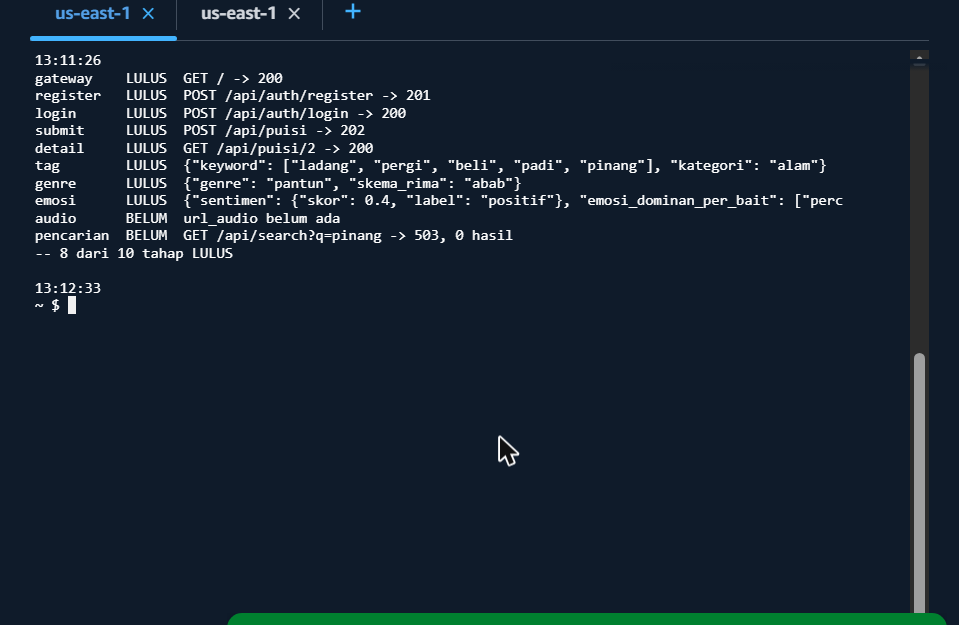 us-east-1 × us-east-1 × +
13:11:26
gateway LULUS GET / -> 200
register LULUS POST /api/auth/register -> 201
login LULUS POST /api/auth/login -> 200
submit LULUS POST /api/puisi -> 202
detail LULUS GET /api/puisi/2 -> 200
tag LULUS {"keyword": ["ladang", "pergi", "beli", "padi", "pinang"], "kategori": "alam"}
genre LULUS {"genre": "pantun", "skema_rima": "abab"}
emosi LULUS {"sentimen": {"skor": 0.4, "label": "positif"}, "emosi_dominan_per_bait": ["perc
audio BELUM url_audio belum ada
pencarian BELUM GET /api/search?q=pinang -> 503, 0 hasil
-- 8 dari 10 tahap LULUS
13:12:33
~ $